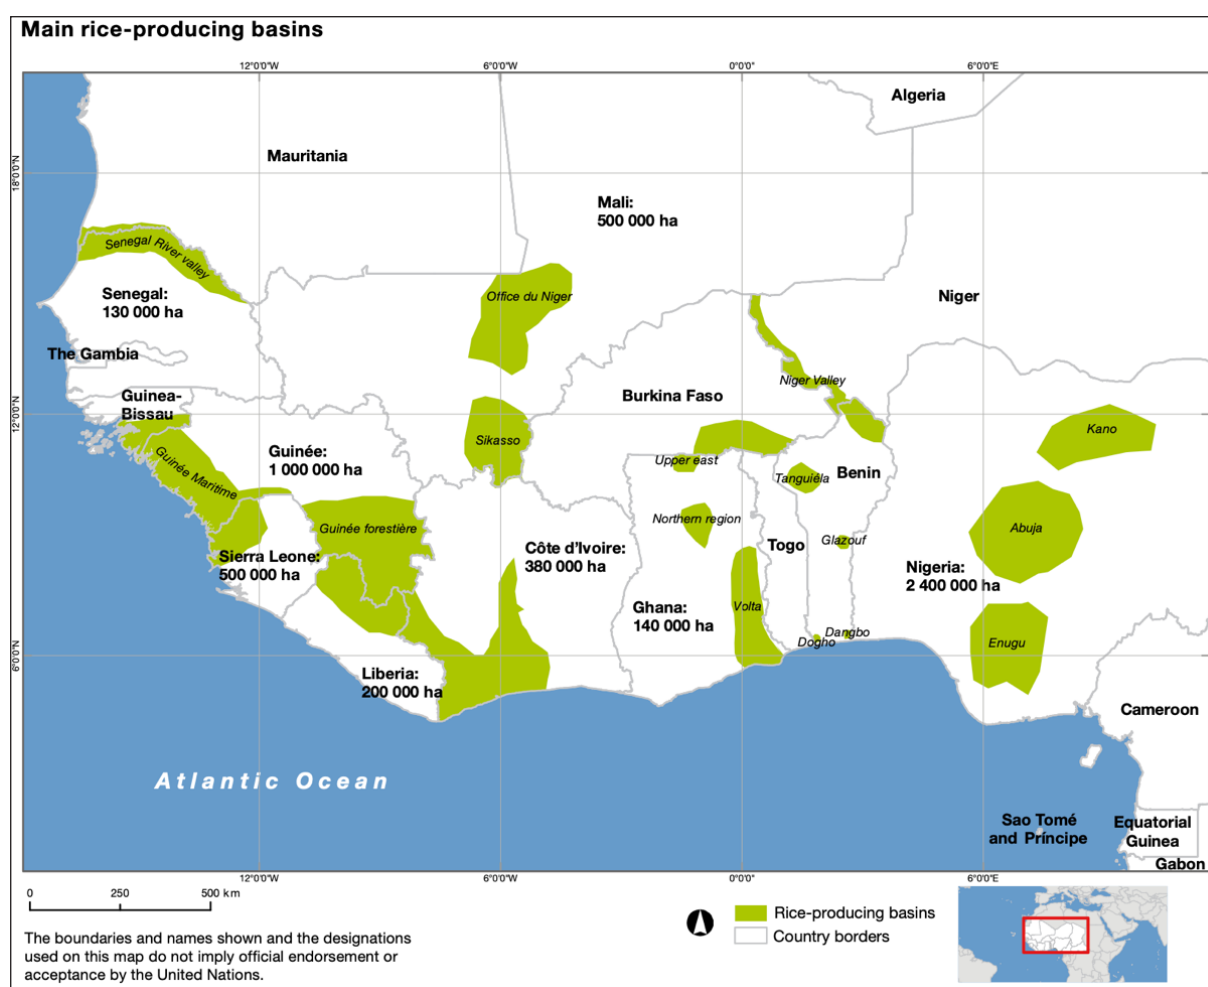 Main rice-producing basins
12°0'0"W
6°0'0"W
0°0'0"
6°0'0"E
18°0'0"N
12°0'0"N
6°0'0"N
Algeria
Mauritania
Mali:
500 000 ha
Senegal River valley
Senegal:
130 000 ha
Office du Niger
Niger
The Gambia
Guinea-
Bissau
Niger Valley
Burkina Faso
Guinée:
1 000 000 ha
Sikasso
Kano
Guinée Maritime
Upper east
Tanguiéla
Benin
Guinée forestière
Northern region
Abuja
Sierra Leone:
500 000 ha
Côte d'Ivoire:
380 000 ha
Togo
Glazouf
Nigeria:
2 400 000 ha
Ghana:
140 000 ha
Volta
Dogho
Dangbo
Enugu
Liberia:
200 000 ha
Cameroon
Atlantic Ocean
Sao Tomé
and Príncipe
Equatorial
Guinea
Gabon
12°0'0"W
6°0'0"W
0°0'0"
6°0'0"E
0 250 500 km
Rice-producing basins
Country borders
The boundaries and names shown and the designations
used on this map do not imply official endorsement or
acceptance by the United Nations.